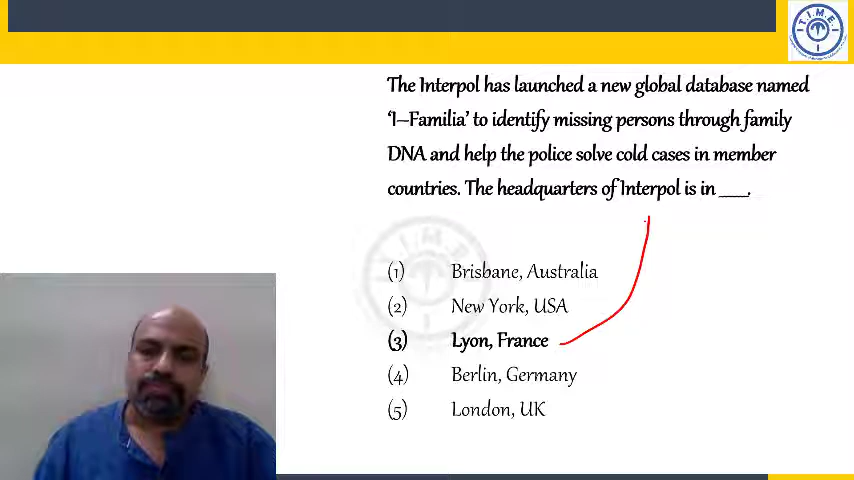 T.I.M.E.
The Interpol has launched a new global database named
‘I–Familia’ to identify missing persons through family
DNA and help the police solve cold cases in member
countries. The headquarters of Interpol is in ____.
(1) Brisbane, Australia
(2) New York, USA
(3) Lyon, France
(4) Berlin, Germany
(5) London, UK